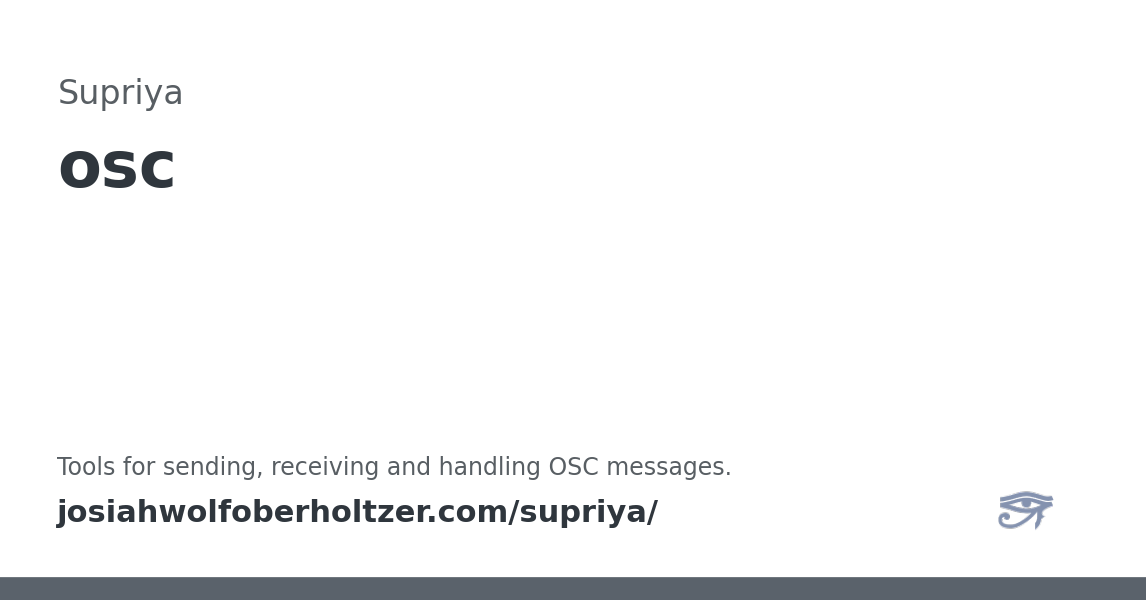 Supriya
osc
Tools for sending, receiving and handling OSC messages.
josiahwolfoberholtzer.com/supriya/